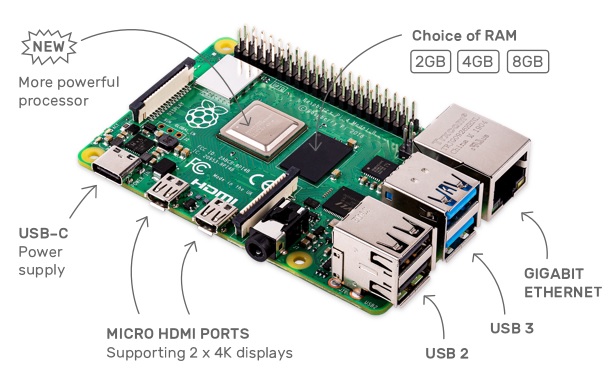 NEW
More powerful
processor
Choice of RAM
2GB 4GB 8GB
HDMI
USB-C
Power
supply
MICRO HDMI PORTS
Supporting 2 x 4K displays
USB 2
USB 3
GIGABIT
ETHERNET